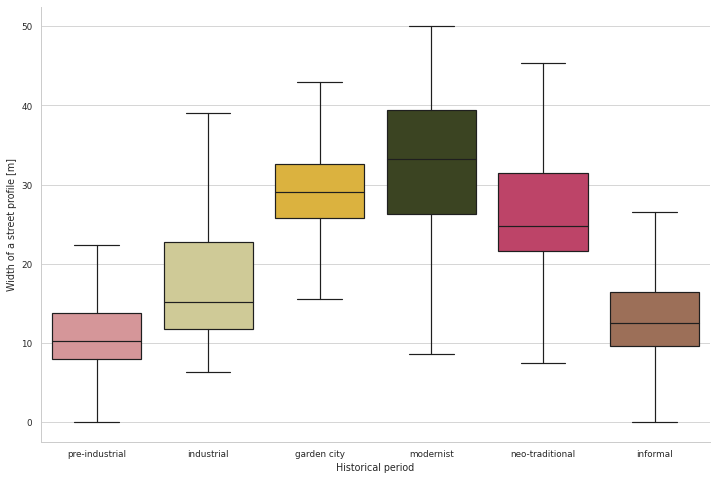 50
40
30
20
10
0
Width of a street profile [m]
pre-industrial industrial garden city modernist neo-traditional informal
Historical period